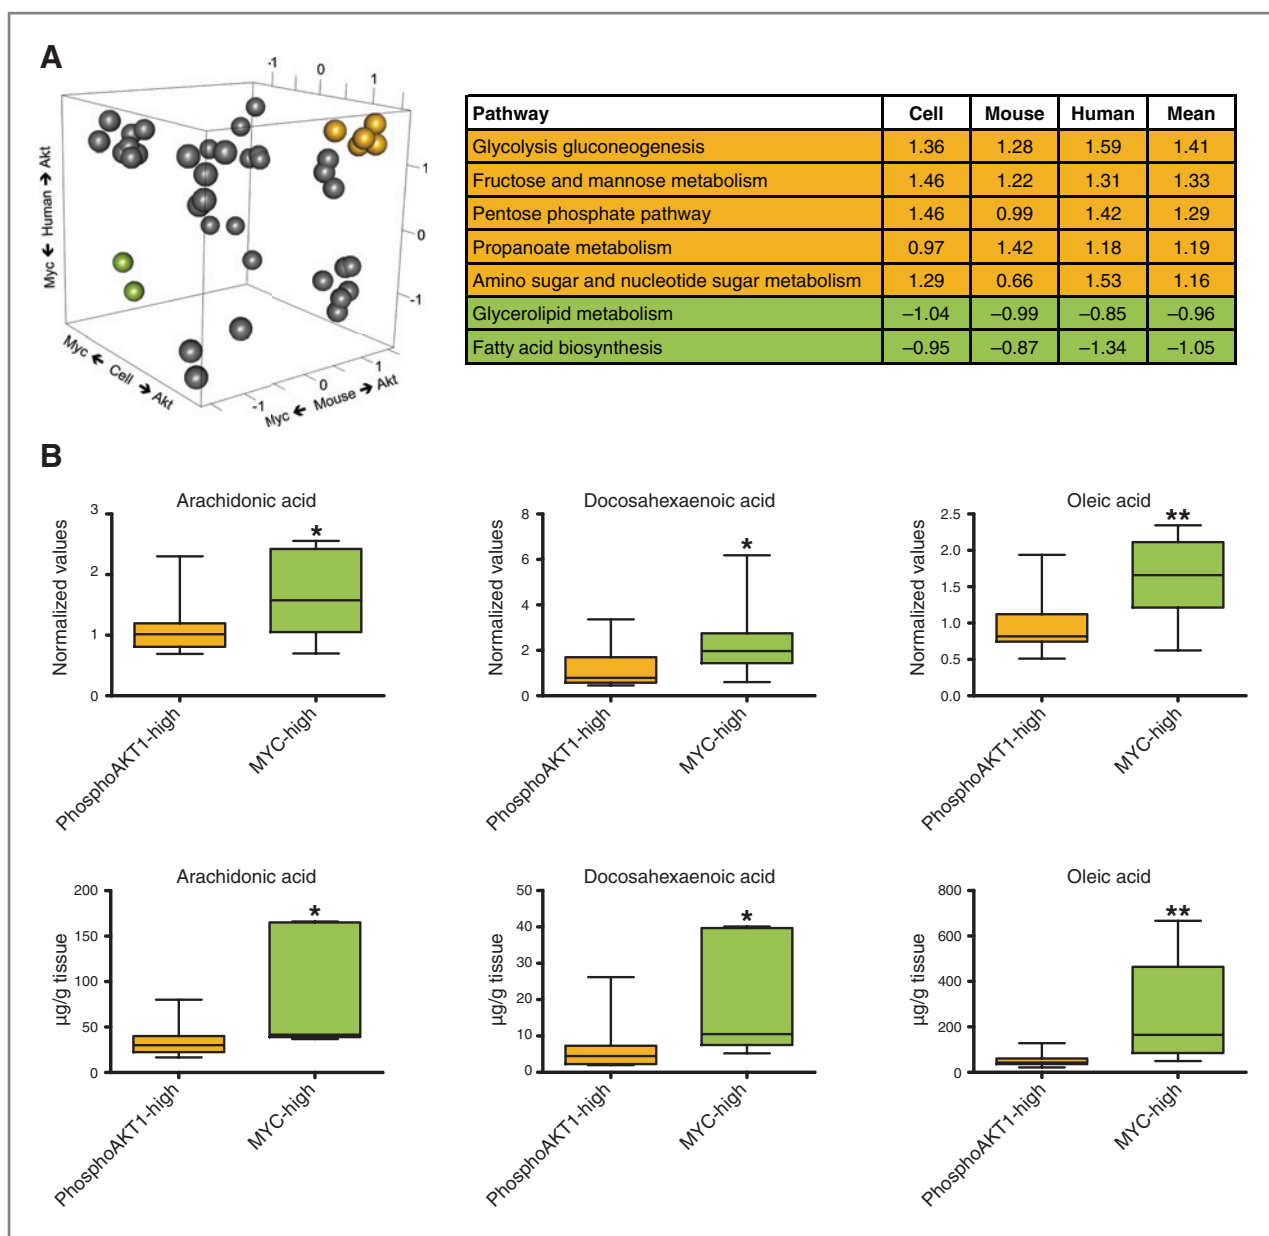 A
-1 0 1
1
0
-1
Myc ← Human → Akt
Myc ← Cell → Akt
-1 0 1
Myc ← Mouse → Akt
Pathway Cell Mouse Human Mean
Glycolysis gluconeogenesis 1.36 1.28 1.59 1.41
Fructose and mannose metabolism 1.46 1.22 1.31 1.33
Pentose phosphate pathway 1.46 0.99 1.42 1.29
Propanoate metabolism 0.97 1.42 1.18 1.19
Amino sugar and nucleotide sugar metabolism 1.29 0.66 1.53 1.16
Glycerolipid metabolism –1.04 –0.99 –0.85 –0.96
Fatty acid biosynthesis –0.95 –0.87 –1.34 –1.05
B
Arachidonic acid
Normalized values
3
2
1
0
*
PhosphoAKT1-high
MYC-high
Docosahexaenoic acid
Normalized values
8
6
4
2
0
*
PhosphoAKT1-high
MYC-high
Oleic acid
Normalized values
2.5
2.0
1.5
1.0
0.5
0.0
**
PhosphoAKT1-high
MYC-high
Arachidonic acid
µg/g tissue
200
150
100
50
0
*
PhosphoAKT1-high
MYC-high
Docosahexaenoic acid
µg/g tissue
50
40
30
20
10
0
*
PhosphoAKT1-high
MYC-high
Oleic acid
µg/g tissue
800
600
400
200
0
**
PhosphoAKT1-high
MYC-high